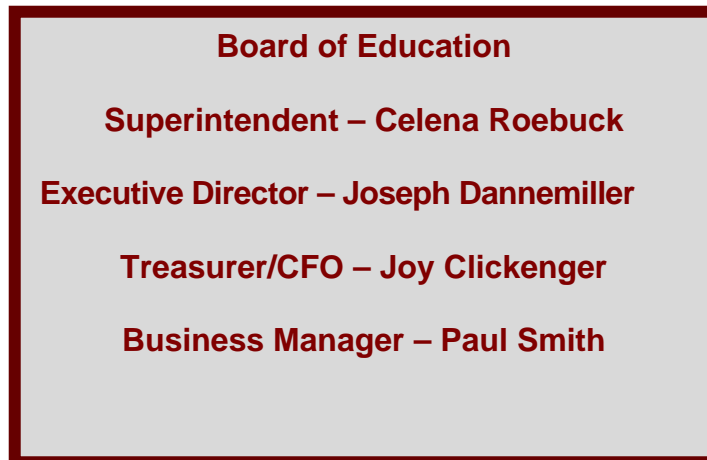 Board of Education
Superintendent – Celena Roebuck
Executive Director – Joseph Dannemiller
Treasurer/CFO – Joy Clickenger
Business Manager – Paul Smith